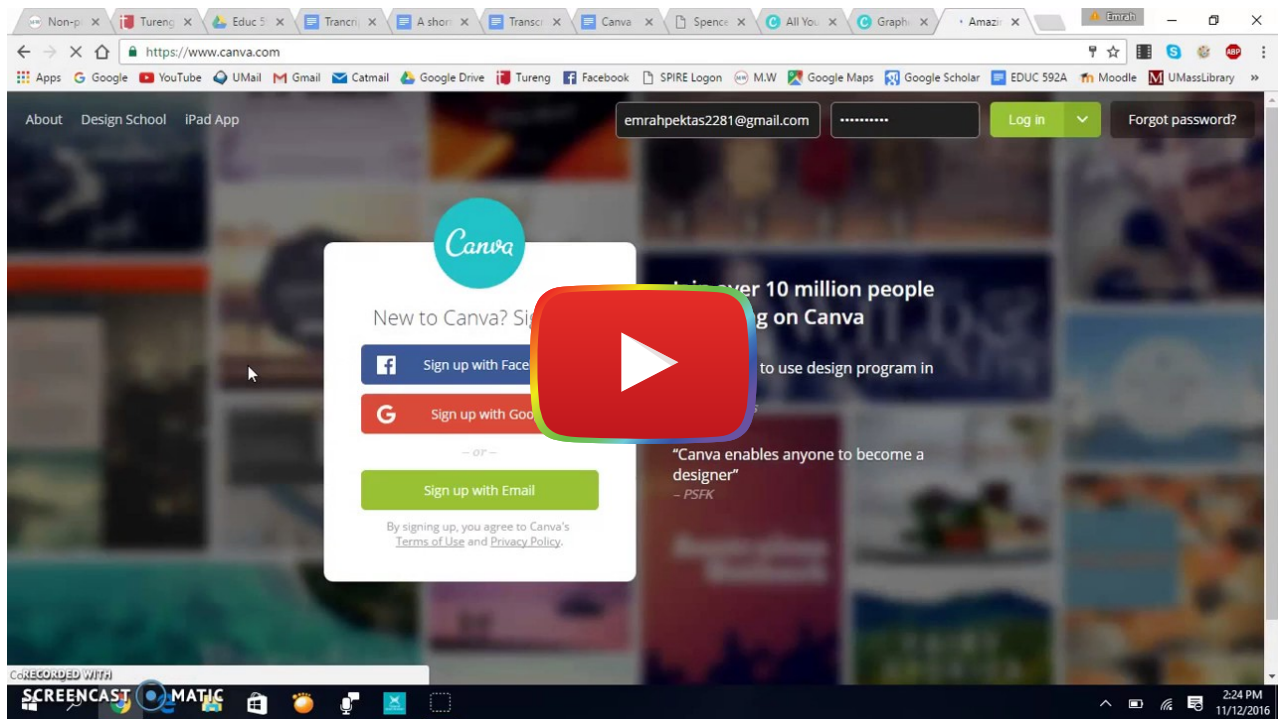 Non-p
Tureng
Educ 5
Trancri
A short
Transcr
Canva
Spence
All You
Graph
Amazi
Emrah
https://www.canva.com
Apps Google YouTube UMail Gmail Catmail Google Drive Tureng Facebook SPIRE Logon M.W Google Maps Google Scholar EDUC 592A Moodle UMassLibrary »
About Design School iPad App
emrahpektas2281@gmail.com •••••••••• Log in Forgot password?
Canva
New to Canva? Si
Sign up with Face
Sign up with Goo
– or –
Sign up with Email
By signing up, you agree to Canva's
Terms of Use and Privacy Policy.
ver 10 million people
g on Canva
to use design program in
“Canva enables anyone to become a
designer”
– PSFK
RECORDED WITH
SCREENCAST MATIC
2:24 PM
11/12/2016